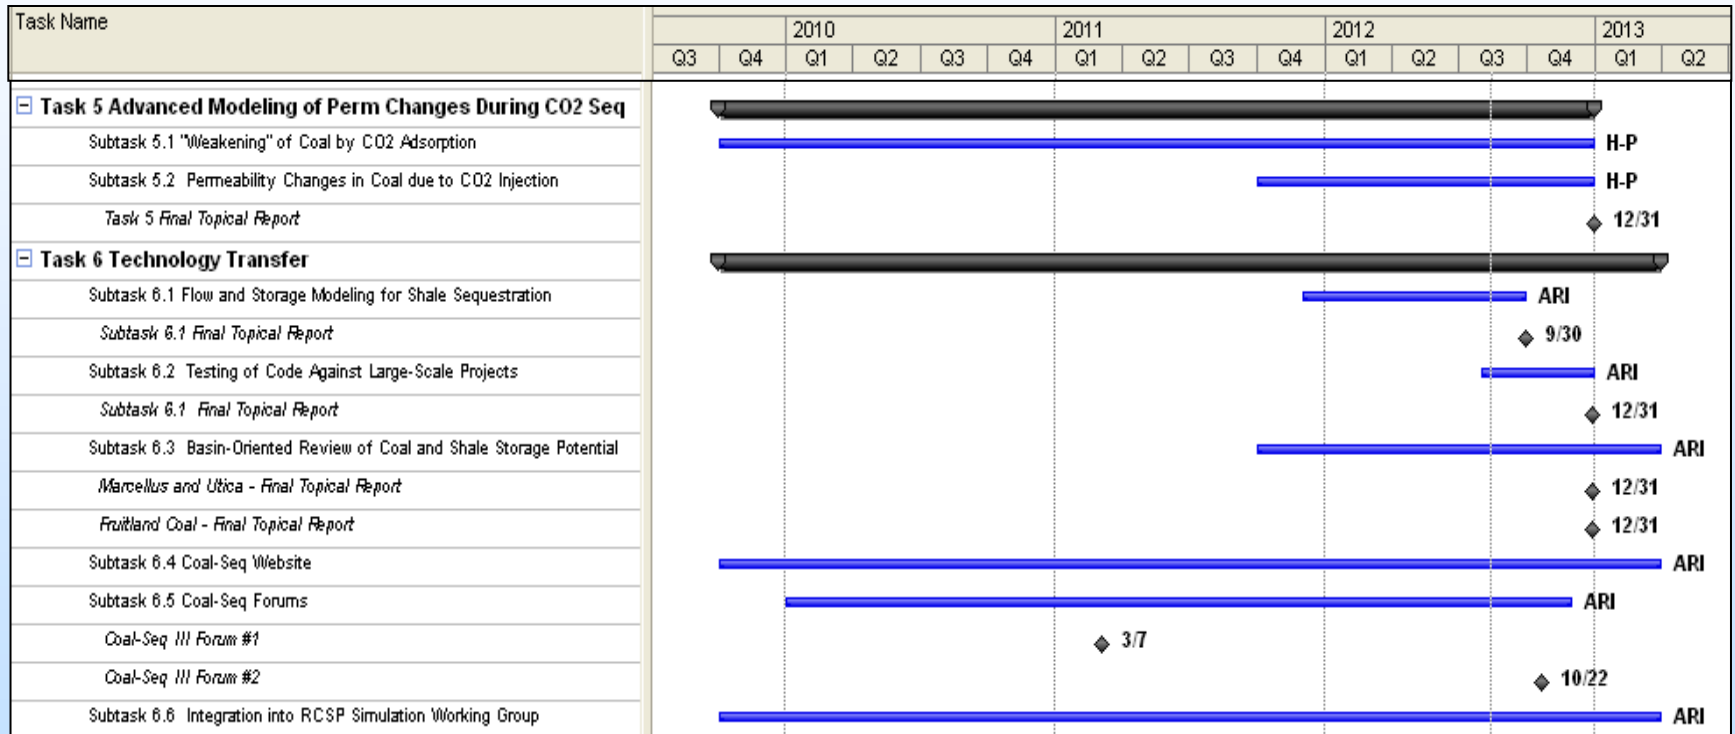 Task Name
2010 2011 2012 2013
Q3 Q4 Q1 Q2 Q3 Q4 Q1 Q2 Q3 Q4 Q1 Q2 Q3 Q4 Q1 Q2
Task 5 Advanced Modeling of Perm Changes During CO2 Seq
Subtask 5.1 "Weakening" of Coal by CO2 Adsorption H-P
Subtask 5.2 Permeability Changes in Coal due to CO2 Injection H-P
Task 5 Final Topical Report 12/31
Task 6 Technology Transfer
Subtask 6.1 Flow and Storage Modeling for Shale Sequestration ARI
Subtask 6.1 Final Topical Report 9/30
Subtask 6.2 Testing of Code Against Large-Scale Projects ARI
Subtask 6.1 Final Topical Report 12/31
Subtask 6.3 Basin-Oriented Review of Coal and Shale Storage Potential ARI
Marcellus and Utica - Final Topical Report 12/31
Fruitland Coal - Final Topical Report 12/31
Subtask 6.4 Coal-Seq Website ARI
Subtask 6.5 Coal-Seq Forums ARI
Coal-Seq III Forum #1 3/7
Coal-Seq III Forum #2 10/22
Subtask 6.6 Integration into RCSP Simulation Working Group ARI